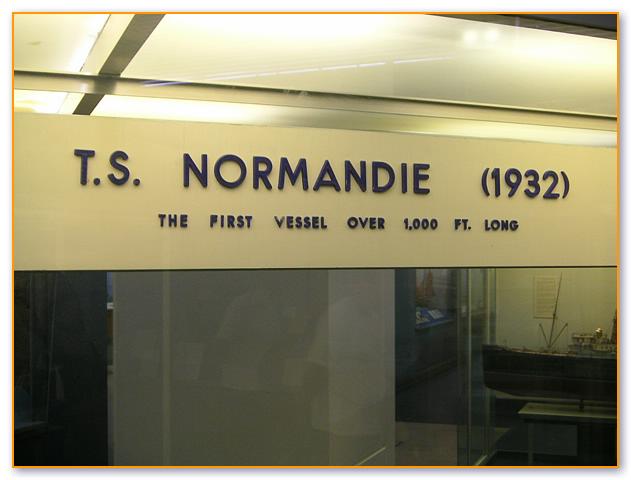 T.S. NORMANDIE (1932)
THE FIRST VESSEL OVER 1,000 FT. LONG